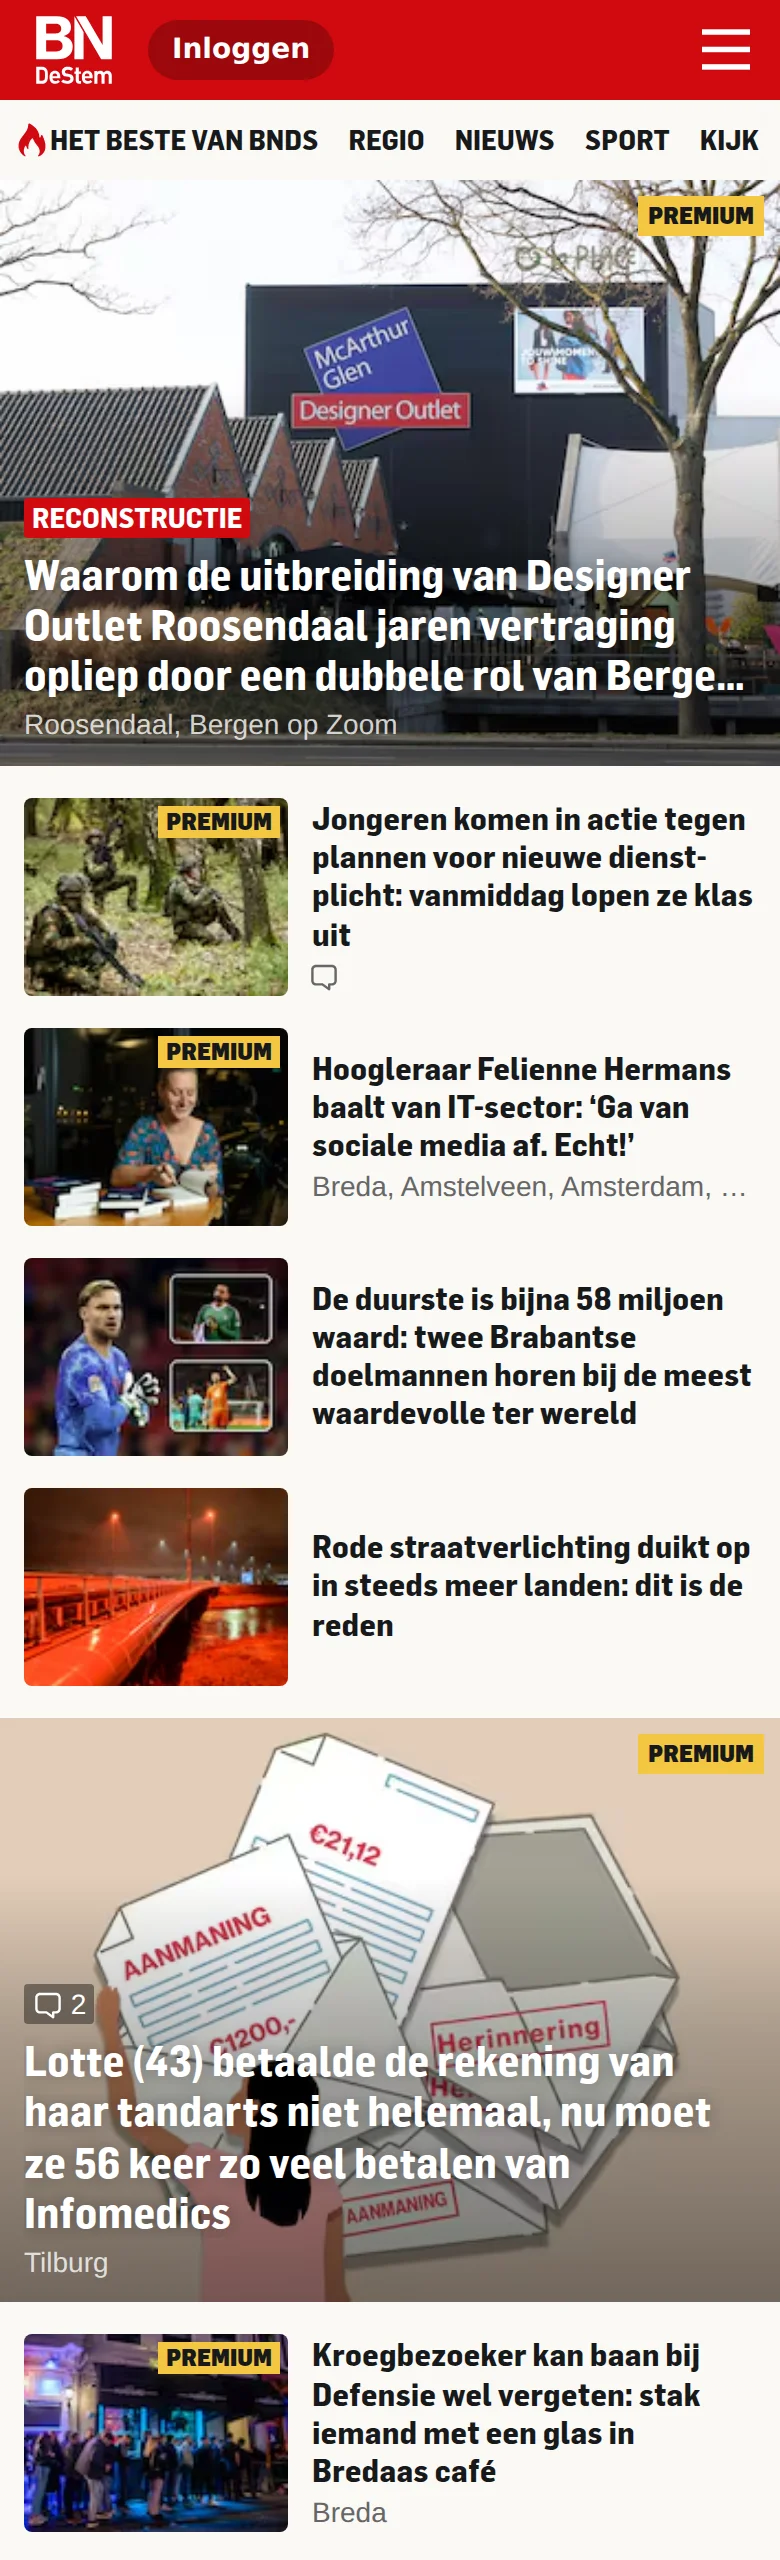 BN
DeStem
Inloggen
HET BESTE VAN BNDS REGIO NIEUWS SPORT KIJK
PREMIUM
McArthur
Glen
Designer Outlet
RECONSTRUCTIE
Waarom de uitbreiding van Designer
Outlet Roosendaal jaren vertraging
opliep door een dubbele rol van Berge...
Roosendaal, Bergen op Zoom
PREMIUM
Jongeren komen in actie tegen
plannen voor nieuwe dienst-
plicht: vanmiddag lopen ze klas
uit
PREMIUM
Hoogleraar Felienne Hermans
baalt van IT-sector: ‘Ga van
sociale media af. Echt!’
Breda, Amstelveen, Amsterdam, ...
De duurste is bijna 58 miljoen
waard: twee Brabantse
doelmannen horen bij de meest
waardevolle ter wereld
Rode straatverlichting duikt op
in steeds meer landen: dit is de
reden
PREMIUM
€21,12
AANMANING
€1200,-
Herinnering
2
Lotte (43) betaalde de rekening van
haar tandarts niet helemaal, nu moet
ze 56 keer zo veel betalen van
Infomedics
AANMANING
Tilburg
PREMIUM
Kroegbezoeker kan baan bij
Defensie wel vergeten: stak
iemand met een glas in
Bredaas café
Breda